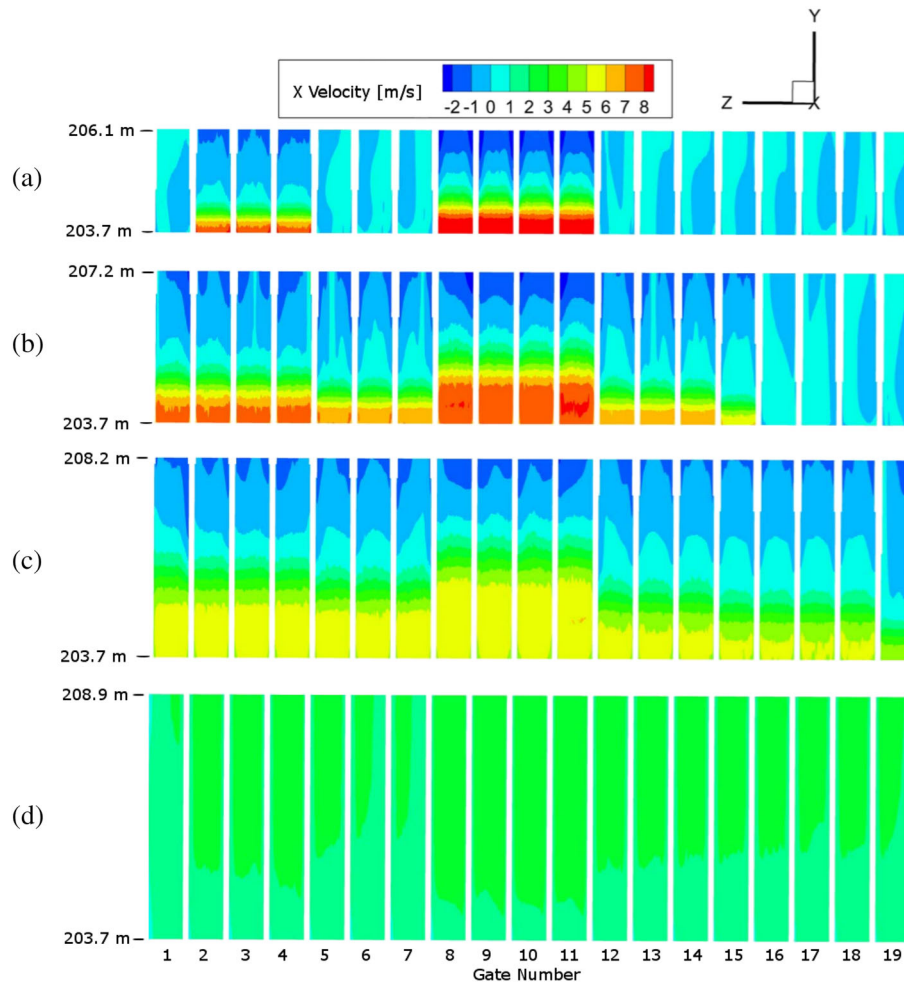 Y
Z X
X Velocity [m/s]
-2 -1 0 1 2 3 4 5 6 7 8
206.1 m
(a)
203.7 m
207.2 m
(b)
203.7 m
208.2 m
(c)
203.7 m
208.9 m
(d)
203.7 m
1 2 3 4 5 6 7 8 9 10 11 12 13 14 15 16 17 18 19
Gate Number